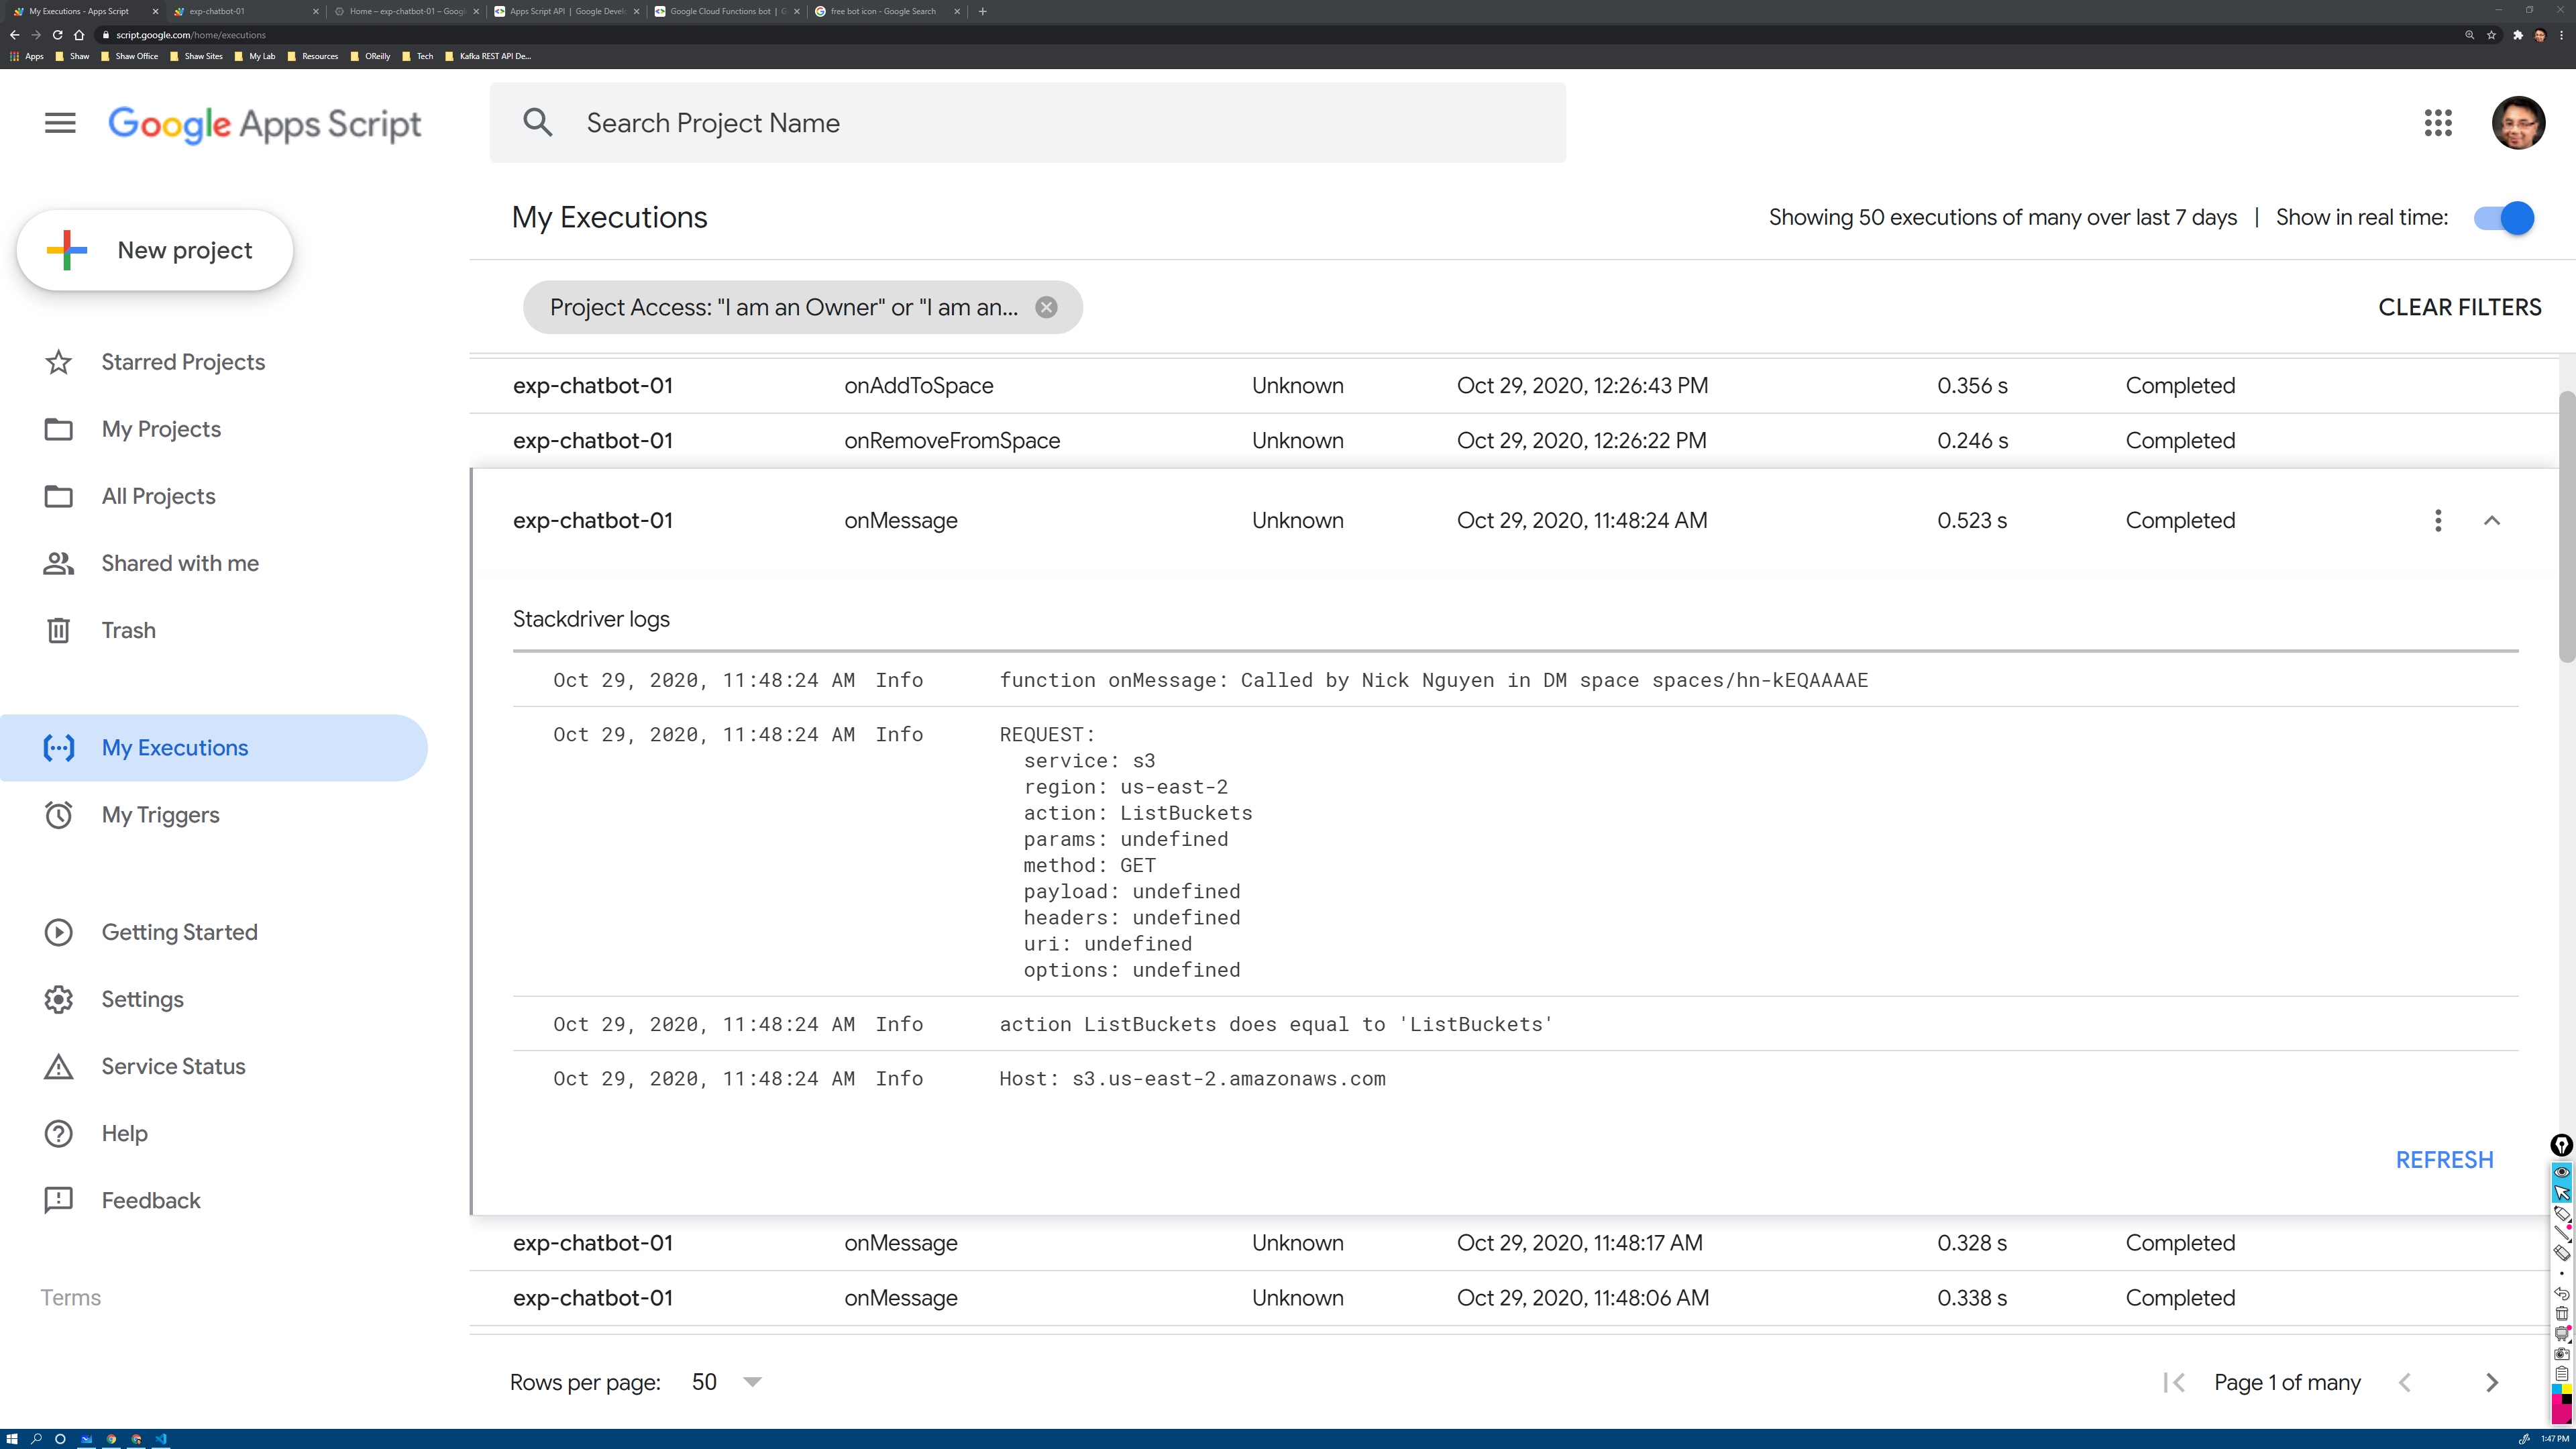 My Executions - Apps Script
exp-chatbot-01
Home – exp-chatbot-01 – Googl
Apps Script API | Google Develo
Google Cloud Functions bot | G
free bot icon - Google Search
script.google.com/home/executions
Apps Shaw Shaw Office Shaw Sites My Lab Resources OReilly Tech Kafka REST API De...
Google Apps Script
Search Project Name
New project
Starred Projects
My Projects
All Projects
Shared with me
Trash
My Executions
My Triggers
Getting Started
Settings
Service Status
Help
Feedback
Terms
My Executions
Showing 50 executions of many over last 7 days | Show in real time:
Project Access: "I am an Owner" or "I am an...
CLEAR FILTERS
exp-chatbot-01 onAddToSpace Unknown Oct 29, 2020, 12:26:43 PM 0.356 s Completed
exp-chatbot-01 onRemoveFromSpace Unknown Oct 29, 2020, 12:26:22 PM 0.246 s Completed
exp-chatbot-01 onMessage Unknown Oct 29, 2020, 11:48:24 AM 0.523 s Completed
Stackdriver logs
Oct 29, 2020, 11:48:24 AM Info function onMessage: Called by Nick Nguyen in DM space spaces/hn-kEQAAAAE
Oct 29, 2020, 11:48:24 AM Info REQUEST:
service: s3
region: us-east-2
action: ListBuckets
params: undefined
method: GET
payload: undefined
headers: undefined
uri: undefined
options: undefined
Oct 29, 2020, 11:48:24 AM Info action ListBuckets does equal to 'ListBuckets'
Oct 29, 2020, 11:48:24 AM Info Host: s3.us-east-2.amazonaws.com
REFRESH
exp-chatbot-01 onMessage Unknown Oct 29, 2020, 11:48:17 AM 0.328 s Completed
exp-chatbot-01 onMessage Unknown Oct 29, 2020, 11:48:06 AM 0.338 s Completed
Rows per page: 50
Page 1 of many
1:47 PM